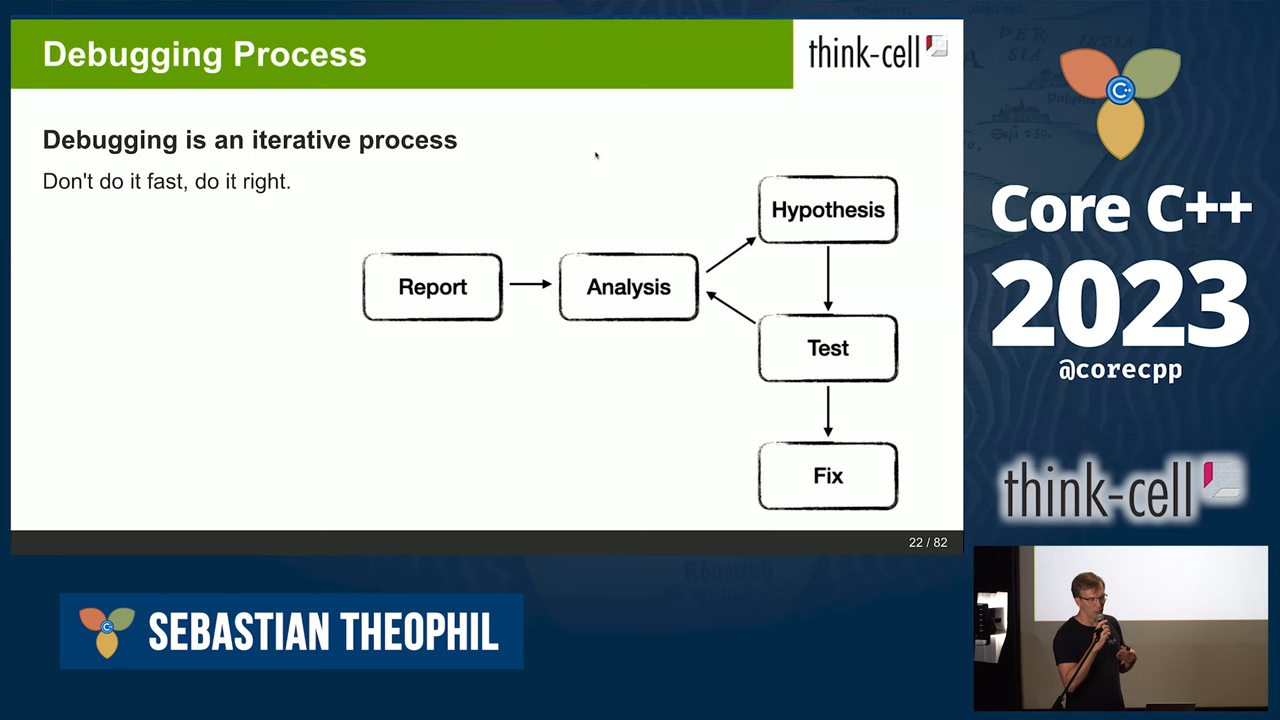 Debugging Process
think-cell
Debugging is an iterative process
Don't do it fast, do it right.
Hypothesis
Report
Analysis
Test
Fix
22 / 82
C++
Core C++
2023
@corecpp
think-cell
C++
SEBASTIAN THEOPHIL